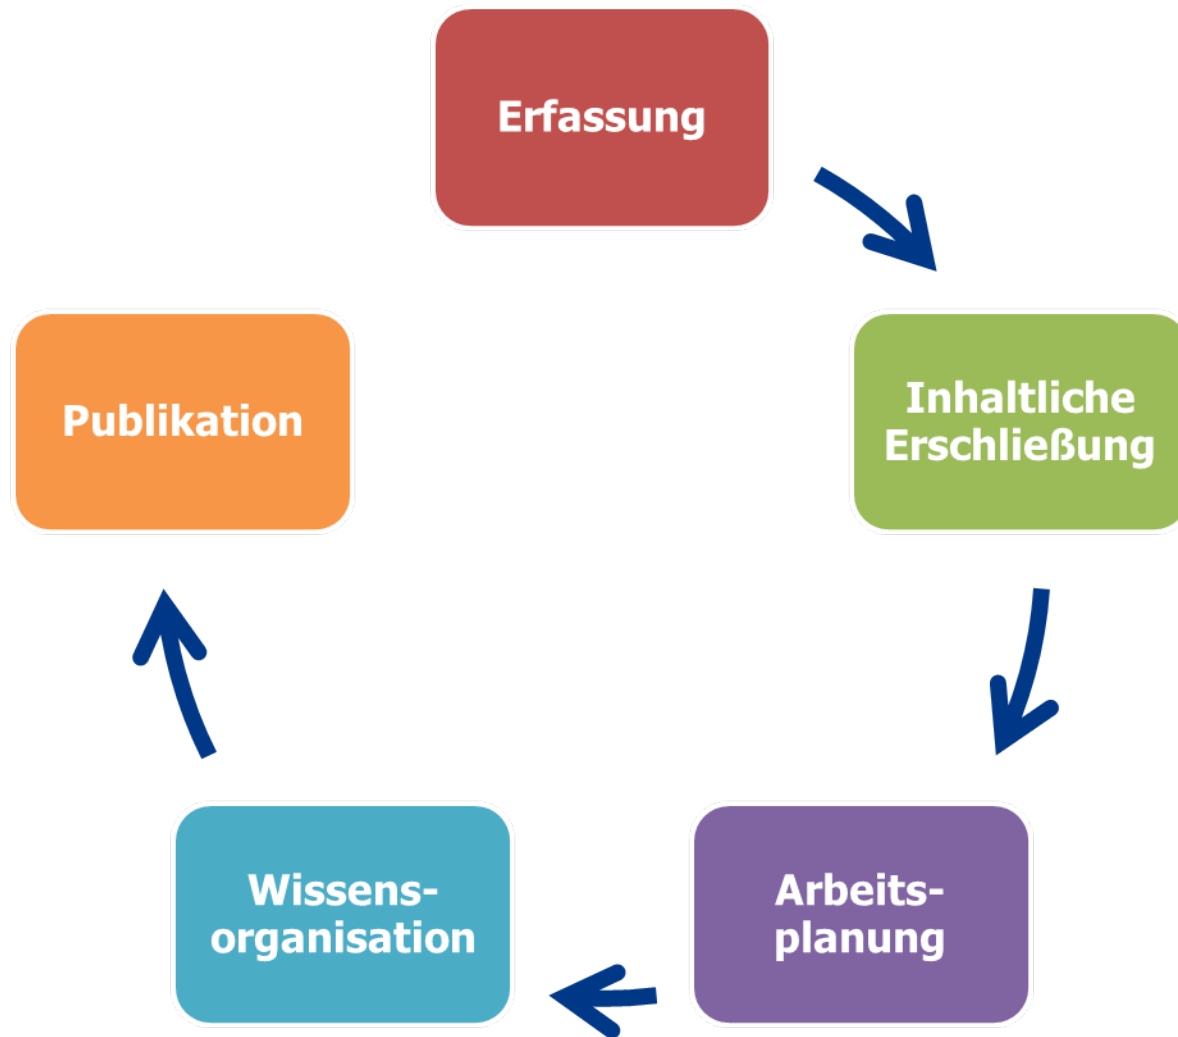 Erfassung
Inhaltliche
Erschließung
Arbeits-
planung
Wissens-
organisation
Publikation